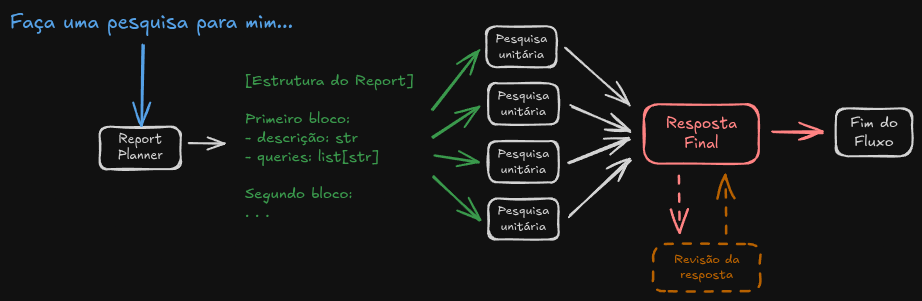 Faça uma pesquisa para mim...
Report
Planner
[Estrutura do Report]
Primeiro bloco:
- descrição: str
- queries: list[str]
Segundo bloco:
. . .
Pesquisa
unitária
Pesquisa
unitária
Pesquisa
unitária
Pesquisa
unitária
Resposta
Final
Revisão da
resposta
Fim do
Fluxo